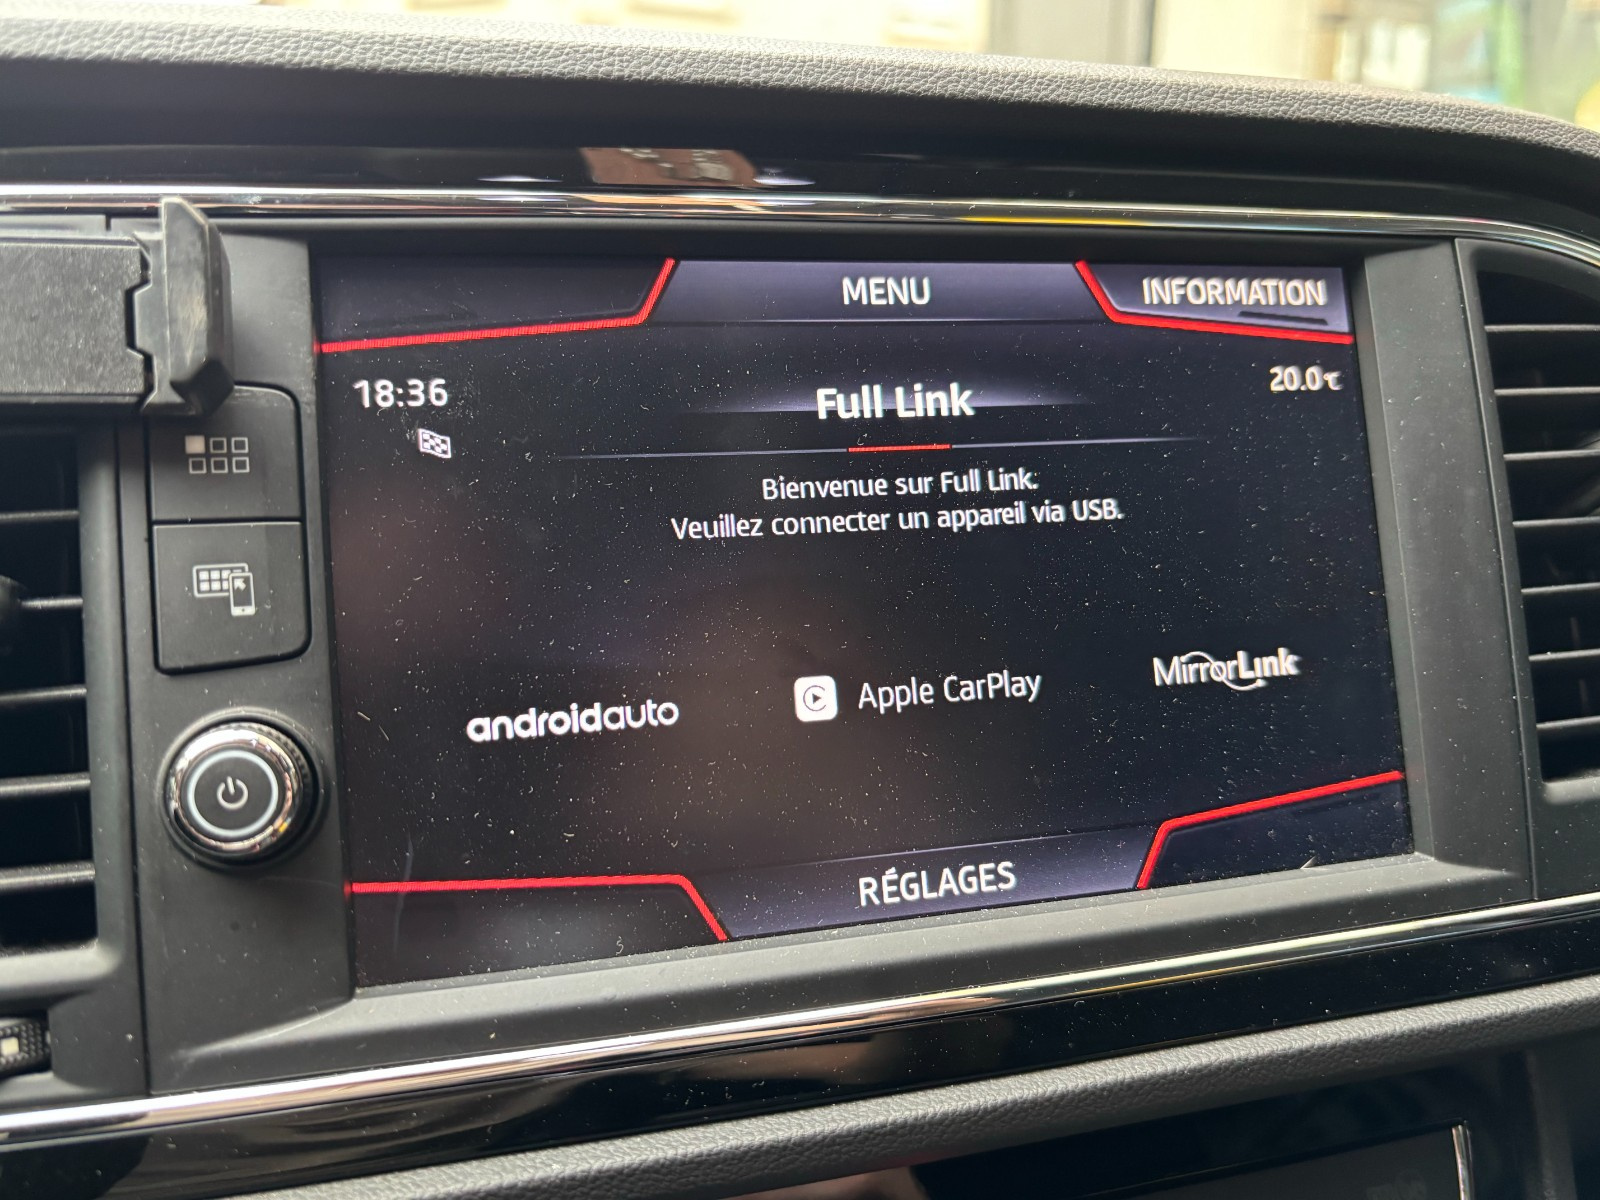 MENU
INFORMATION
18:36
Full Link
20.0°C
Bienvenue sur Full Link.
Veuillez connecter un appareil via USB.
androidauto
Apple CarPlay
MirrorLink
RÉGLAGES